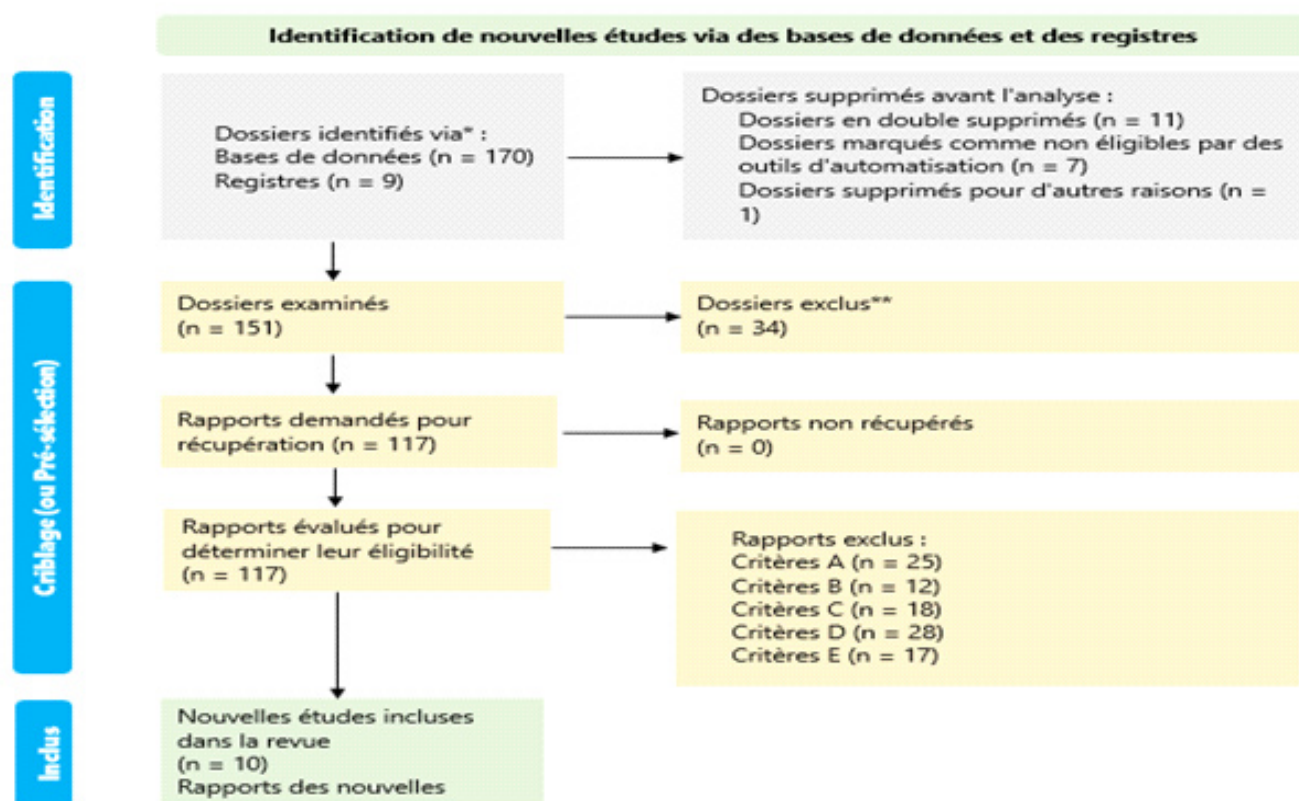 Identification de nouvelles études via des bases de données et des registres
Identification
Dossiers identifiés via* :
Bases de données (n = 170)
Registres (n = 9)
Dossiers supprimés avant l'analyse :
Dossiers en double supprimés (n = 11)
Dossiers marqués comme non éligibles par des
outils d'automatisation (n = 7)
Dossiers supprimés pour d'autres raisons (n =
1)
Criblage (ou Pré-sélection)
Dossiers examinés
(n = 151)
Dossiers exclus**
(n = 34)
Rapports demandés pour
récupération (n = 117)
Rapports non récupérés
(n = 0)
Rapports évalués pour
déterminer leur éligibilité
(n = 117)
Rapports exclus :
Critères A (n = 25)
Critères B (n = 12)
Critères C (n = 18)
Critères D (n = 28)
Critères E (n = 17)
Inclus
Nouvelles études incluses
dans la revue
(n = 10)
Rapports des nouvelles